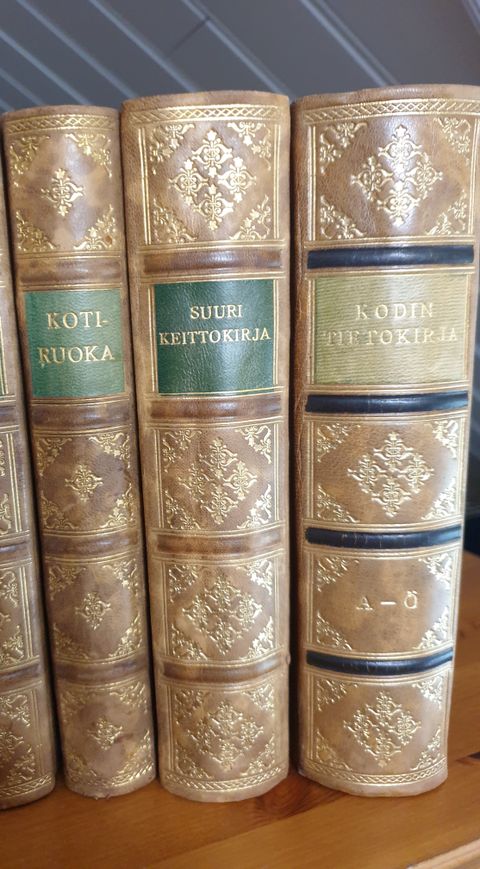 KOTI-
RUOKA
SUURI
KEITTOKIRJA
KODIN
TIETOKIRJA
A – Ö